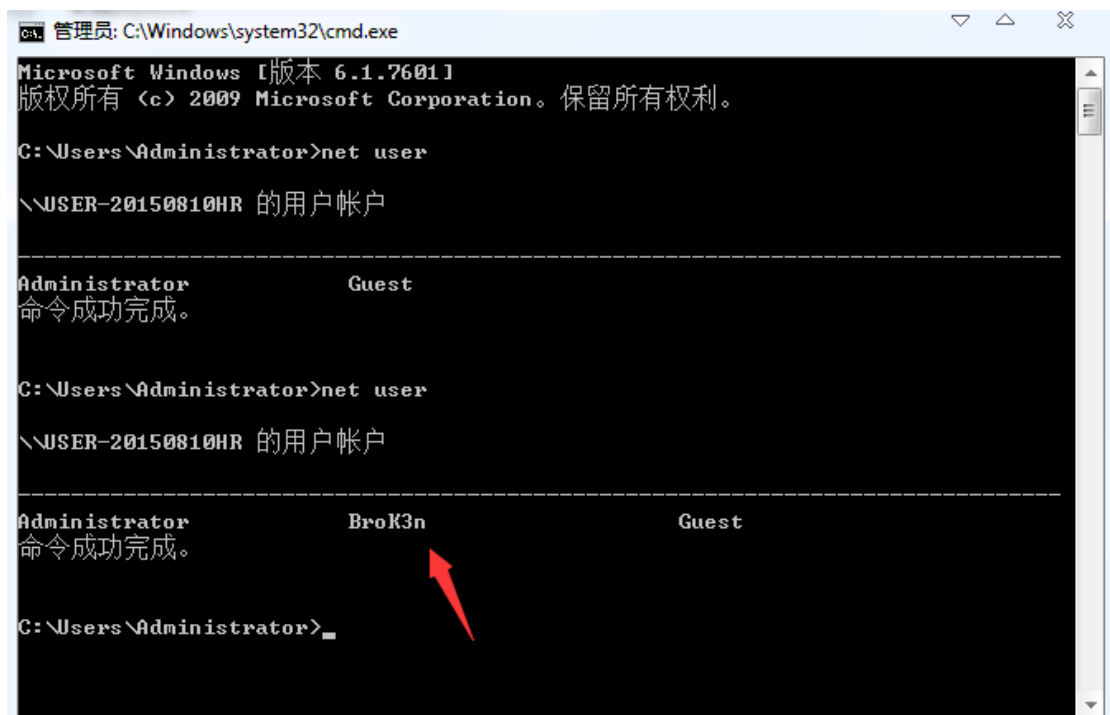 管理员: C:\Windows\system32\cmd.exe
Microsoft Windows [版本 6.1.7601]
版权所有 (c) 2009 Microsoft Corporation。保留所有权利。
C:\Users\Administrator>net user
\\USER-20150810HR 的用户帐户
-------------------------------------------------------------------------------
Administrator Guest
命令成功完成。
C:\Users\Administrator>net user
\\USER-20150810HR 的用户帐户
-------------------------------------------------------------------------------
Administrator BroK3n Guest
命令成功完成。
C:\Users\Administrator>_